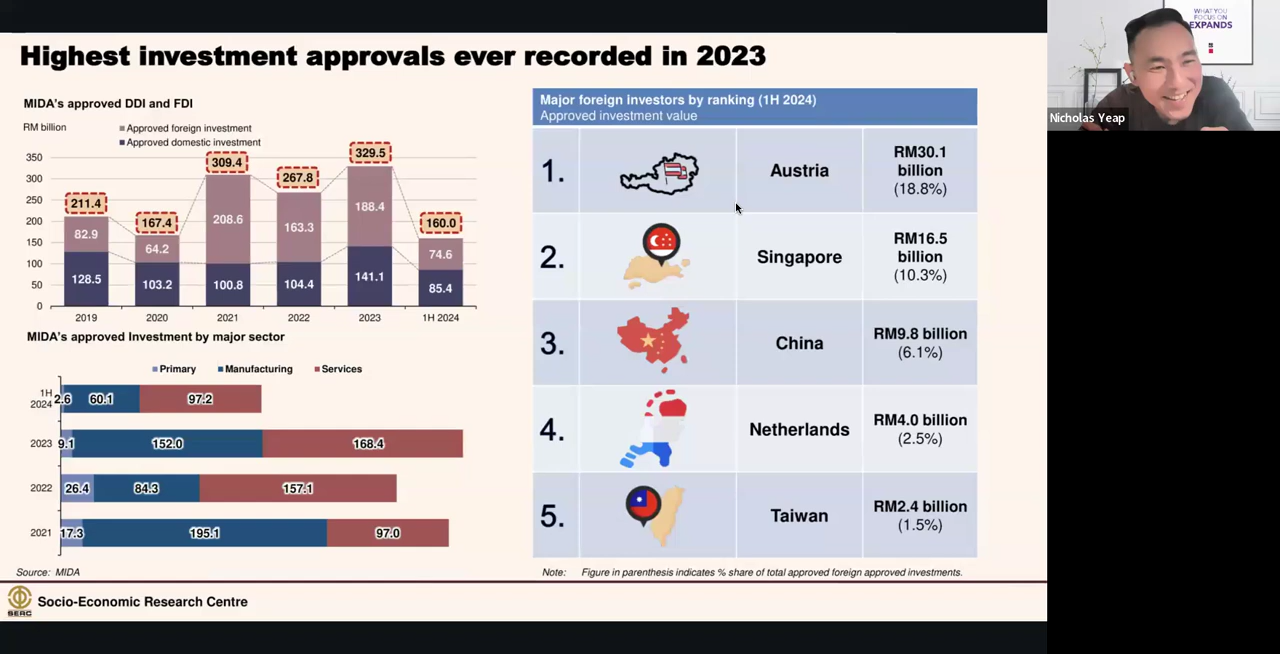 Highest investment approvals ever recorded in 2023
MIDA's approved DDI and FDI
RM billion
Approved foreign investment
Approved domestic investment
350
300
250
200
150
100
50
0
211.4
167.4
309.4
267.8
329.5
160.0
82.9
64.2
208.6
163.3
188.4
74.6
128.5
103.2
100.8
104.4
141.1
85.4
2019 2020 2021 2022 2023 1H 2024
MIDA's approved Investment by major sector
Primary Manufacturing Services
1H
2024
2.6 60.1 97.2
2023 9.1 152.0 168.4
2022 26.4 84.3 157.1
2021 17.3 195.1 97.0
Source: MIDA
Major foreign investors by ranking (1H 2024)
Approved investment value
1. Austria
RM30.1
billion
(18.8%)
2. Singapore
RM16.5
billion
(10.3%)
3. China
RM9.8 billion
(6.1%)
4. Netherlands
RM4.0 billion
(2.5%)
5. Taiwan
RM2.4 billion
(1.5%)
Note: Figure in parenthesis indicates % share of total approved foreign approved investments.
SERC
Socio-Economic Research Centre
WHAT YOU
FOCUS ON
EXPANDS
Nicholas Yeap